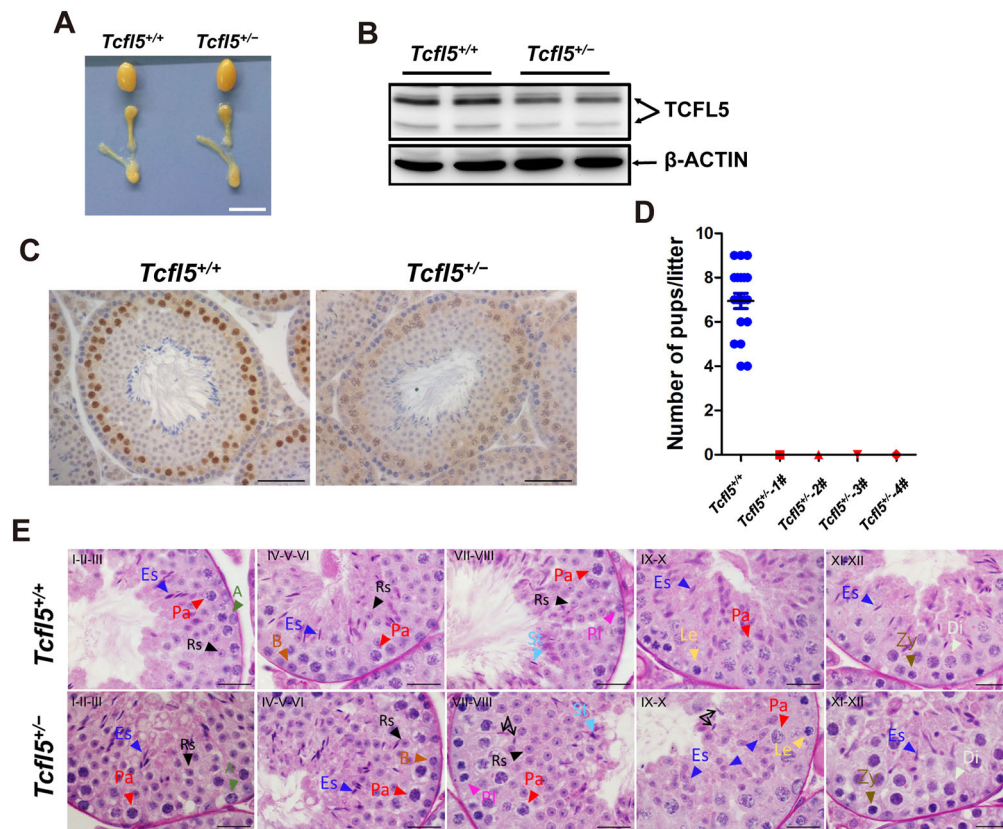 A
Tcfl5+/+ Tcfl5+/−
B
Tcfl5+/+ Tcfl5+/−
TCFL5
β-ACTIN
C
Tcfl5+/+ Tcfl5+/−
D
Number of pups/litter
10
8
6
4
2
0
Tcfl5+/+ Tcfl5+/−-1# Tcfl5+/−-2# Tcfl5+/−-3# Tcfl5+/−-4#
E
Tcfl5+/+
I-II-III
Es
A
Pa
Rs
IV-V-VI
Rs
Es
B
Pa
VII-VIII
Pa
Rs
Pl
St
IX-X
Es
Pa
Le
XI-XII
Es
Zy
Di
Tcfl5+/−
I-II-III
Es
Rs
Pa
A
IV-V-VI
Rs
B
Es
Pa
VII-VIII
St
Rs
Pl
Pa
IX-X
Pa
Le
Es
XI-XII
Es
Di
Zy